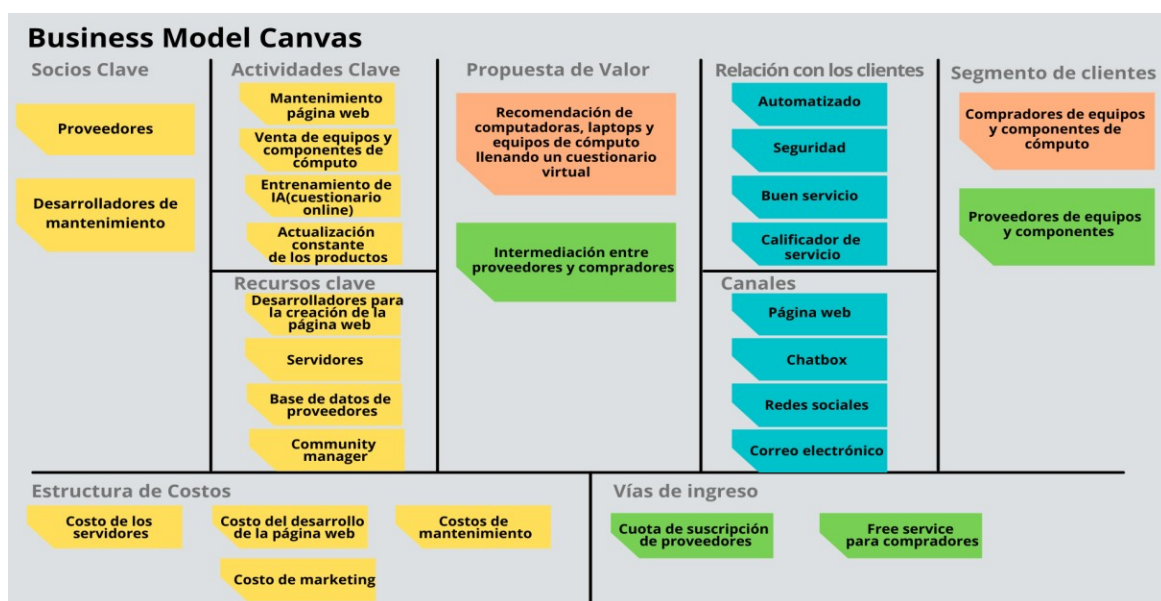 Business Model Canvas
Socios Clave
Proveedores
Desarrolladores de
mantenimiento
Actividades Clave
Mantenimiento
página web
Venta de equipos y
componentes de
cómputo
Entrenamiento de
IA(cuestionario
online)
Actualización
constante
de los productos
Recursos clave
Desarrolladores para
la creación de la
página web
Servidores
Base de datos de
proveedores
Community
manager
Propuesta de Valor
Recomendación de
computadoras, laptops y
equipos de cómputo
llenando un cuestionario
virtual
Intermediación entre
proveedores y compradores
Relación con los clientes
Automatizado
Seguridad
Buen servicio
Calificador de
servicio
Canales
Página web
Chatbox
Redes sociales
Correo electrónico
Segmento de clientes
Compradores de equipos
y componentes de
cómputo
Proveedores de equipos
y componentes
Estructura de Costos
Costo de los
servidores
Costo del desarrollo
de la página web
Costos de
mantenimiento
Costo de marketing
Vías de ingreso
Cuota de suscripción
de proveedores
Free service
para compradores